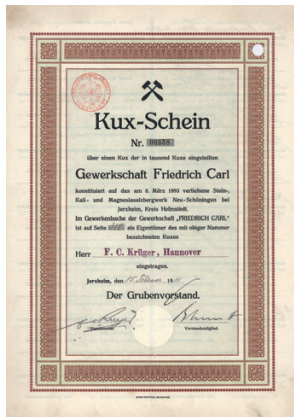 Kux-Schein
Nr. 00338
über einen Kux der in tausend Kuxe eingeteilten
Gewerkschaft Friedrich Carl
konstituiert auf das am 8. März 1893 verliehene Stein-,
Kali- und Magnesiasalzbergwerk Neu-Schöningen bei
Jerxheim, Kreis Helmstedt.
Im Gewerkenbuche der Gewerkschaft „FRIEDRICH CARL"
ist auf Seite als Eigentümer des mit obiger Nummer
bezeichneten Kuxes
Herr F. C. Krüger, Hannover
eingetragen.
Jerxheim, den 19
Der Grubenvorstand.
Vorsitzender. Vorstandsmitglied.